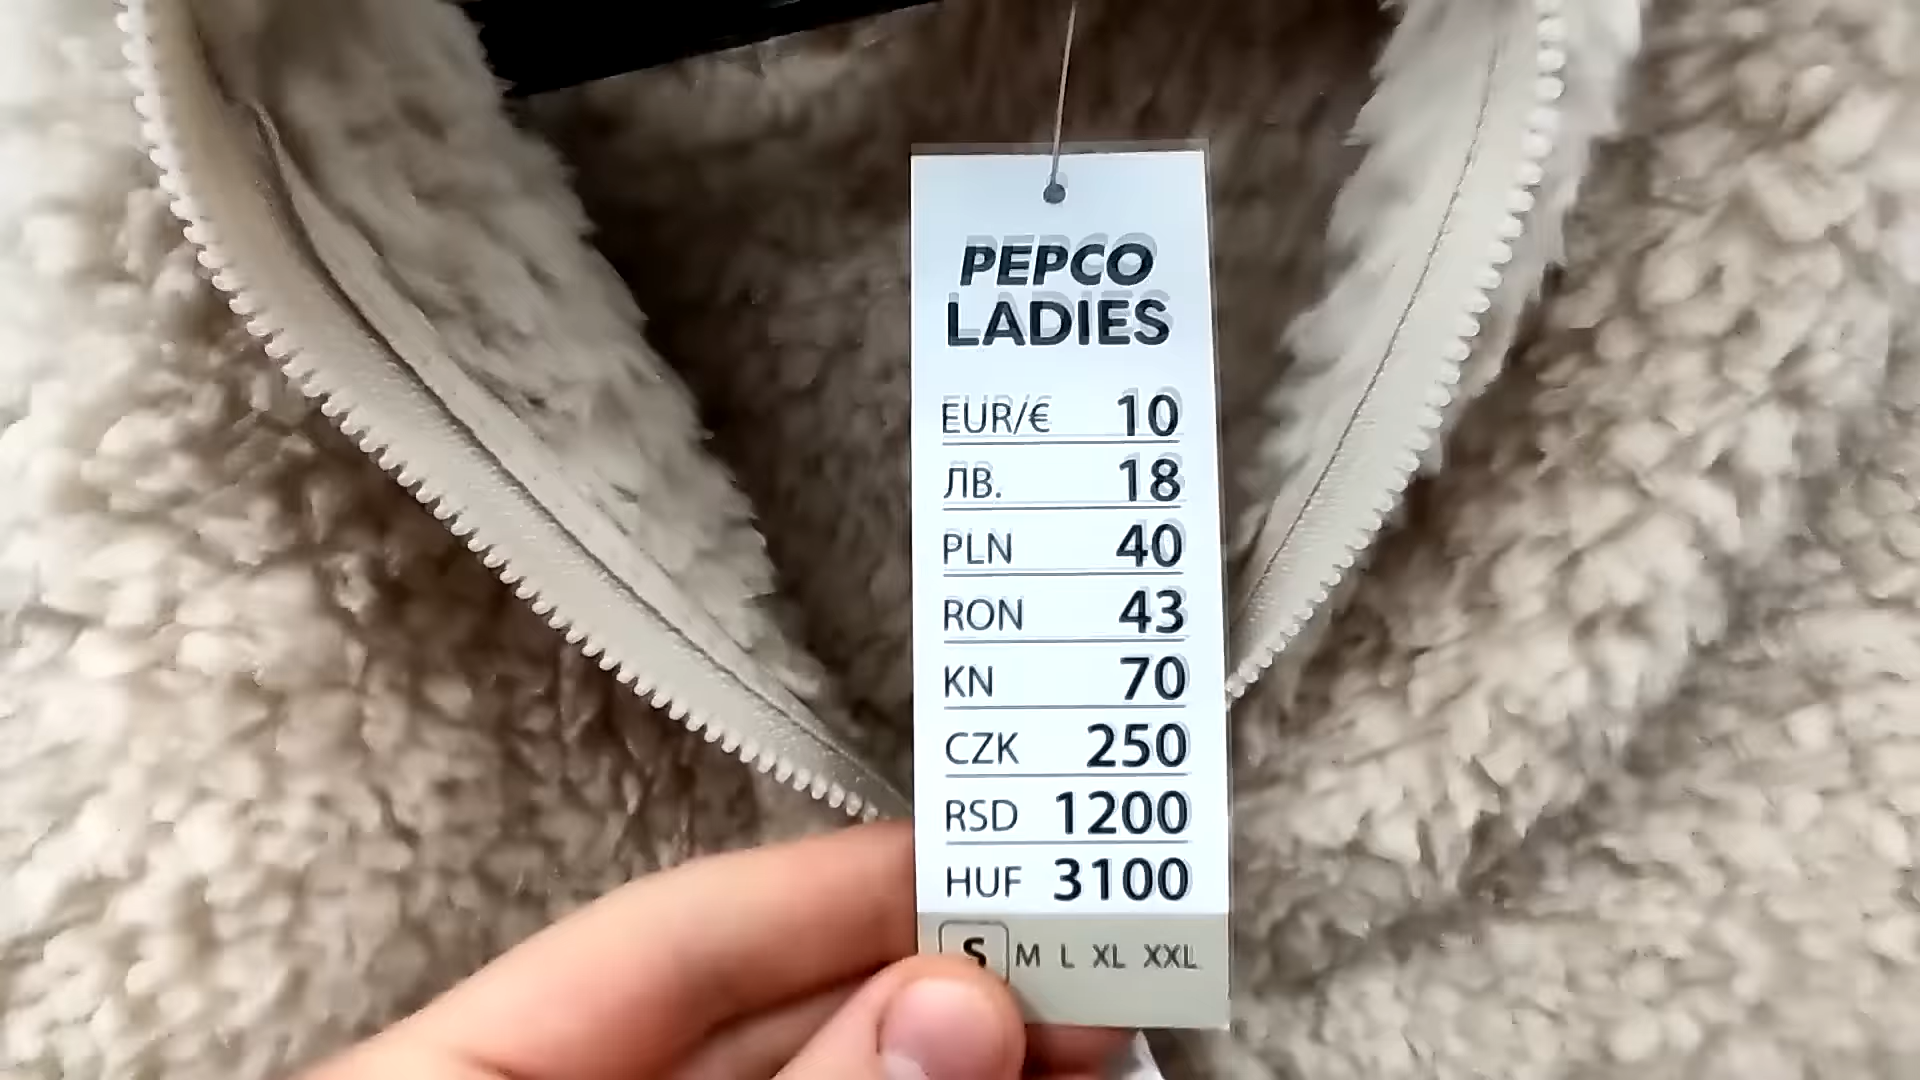 PEPCO
LADIES
EUR/€ 10
ЛВ. 18
PLN 40
RON 43
KN 70
CZK 250
RSD 1200
HUF 3100
S M L XL XXL